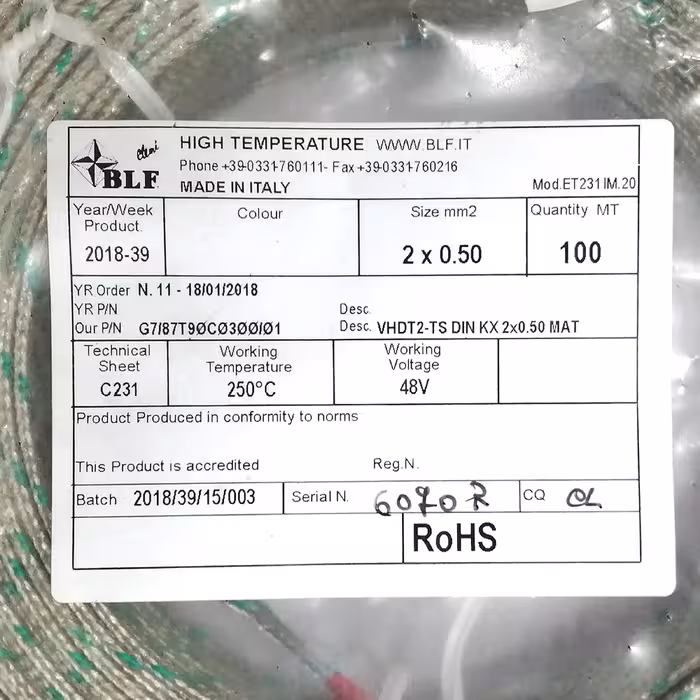 HIGH TEMPERATURE WWW.BLF.IT
Phone +39-0331-760111- Fax +39-0331-760216
BLF
MADE IN ITALY
Mod.ET231 IM.20
Year/Week Product.
2018-39
Colour
Size mm2
2 x 0.50
Quantity MT
100
YR Order N. 11 - 18/01/2018
YR P/N
Desc.
Our P/N G7/87T90C0300/01
Desc. VHDT2-TS DIN KX 2x0.50 MAT
Technical Sheet
C231
Working Temperature
250°C
Working Voltage
48V
Product Produced in conformity to norms
This Product is accredited
Reg.N.
Batch 2018/39/15/003
Serial N. 6070R
CQ
RoHS